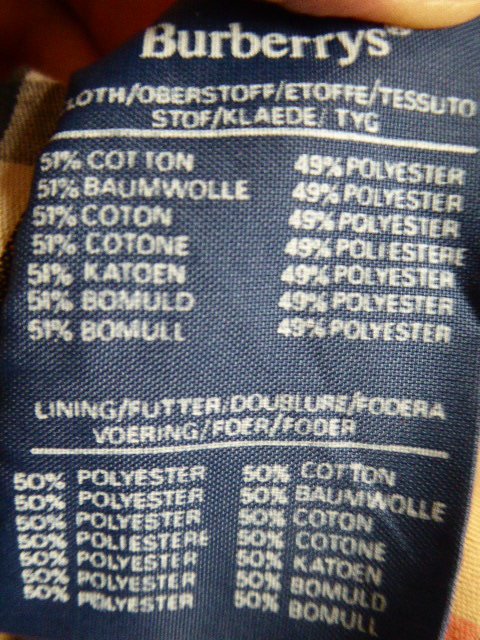 Burberrys®
CLOTH/OBERSTOFF/ETOFFE/TESSUTO
STOF/KLAEDE/TYG
51% COTTON 49% POLYESTER
51% BAUMWOLLE 49% POLYESTER
51% COTON 49% POLYESTER
51% COTONE 49% POLIESTERE
51% KATOEN 49% POLYESTER
51% BOMULD 49% POLYESTER
51% BOMULL 49% POLYESTER
LINING/FUTTER/DOUBLURE/FODERA
VOERING/FOER/FODER
50% POLYESTER 50% COTTON
50% POLYESTER 50% BAUMWOLLE
50% POLYESTER 50% COTON
50% POLIESTERE 50% COTONE
50% POLYESTER 50% KATOEN
50% POLYESTER 50% BOMULD
50% POLYESTER 50% BOMULL